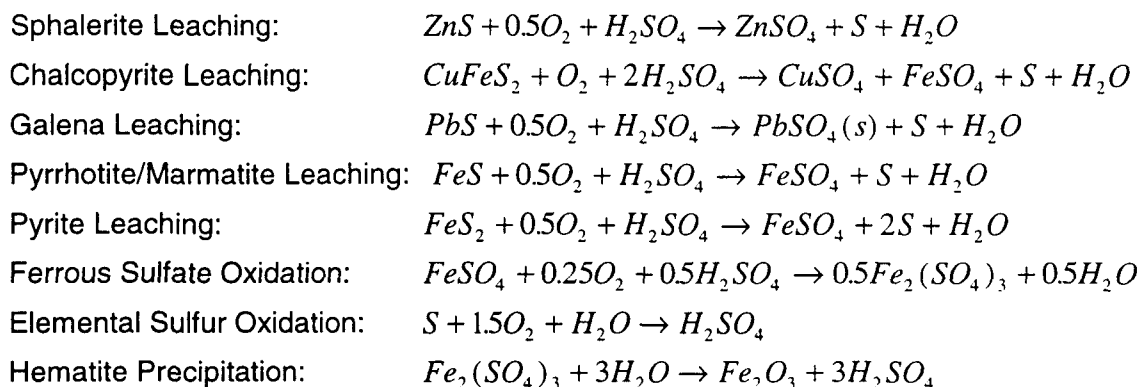 Sphalerite Leaching: ZnS + 0.5O₂ + H₂SO₄ → ZnSO₄ + S + H₂O
Chalcopyrite Leaching: CuFeS₂ + O₂ + 2H₂SO₄ → CuSO₄ + FeSO₄ + S + H₂O
Galena Leaching: PbS + 0.5O₂ + H₂SO₄ → PbSO₄(s) + S + H₂O
Pyrrhotite/Marmatite Leaching: FeS + 0.5O₂ + H₂SO₄ → FeSO₄ + S + H₂O
Pyrite Leaching: FeS₂ + 0.5O₂ + H₂SO₄ → FeSO₄ + 2S + H₂O
Ferrous Sulfate Oxidation: FeSO₄ + 0.25O₂ + 0.5H₂SO₄ → 0.5Fe₂(SO₄)₃ + 0.5H₂O
Elemental Sulfur Oxidation: S + 1.5O₂ + H₂O → H₂SO₄
Hematite Precipitation: Fe₂(SO₄)₃ + 3H₂O → Fe₂O₃ + 3H₂SO₄